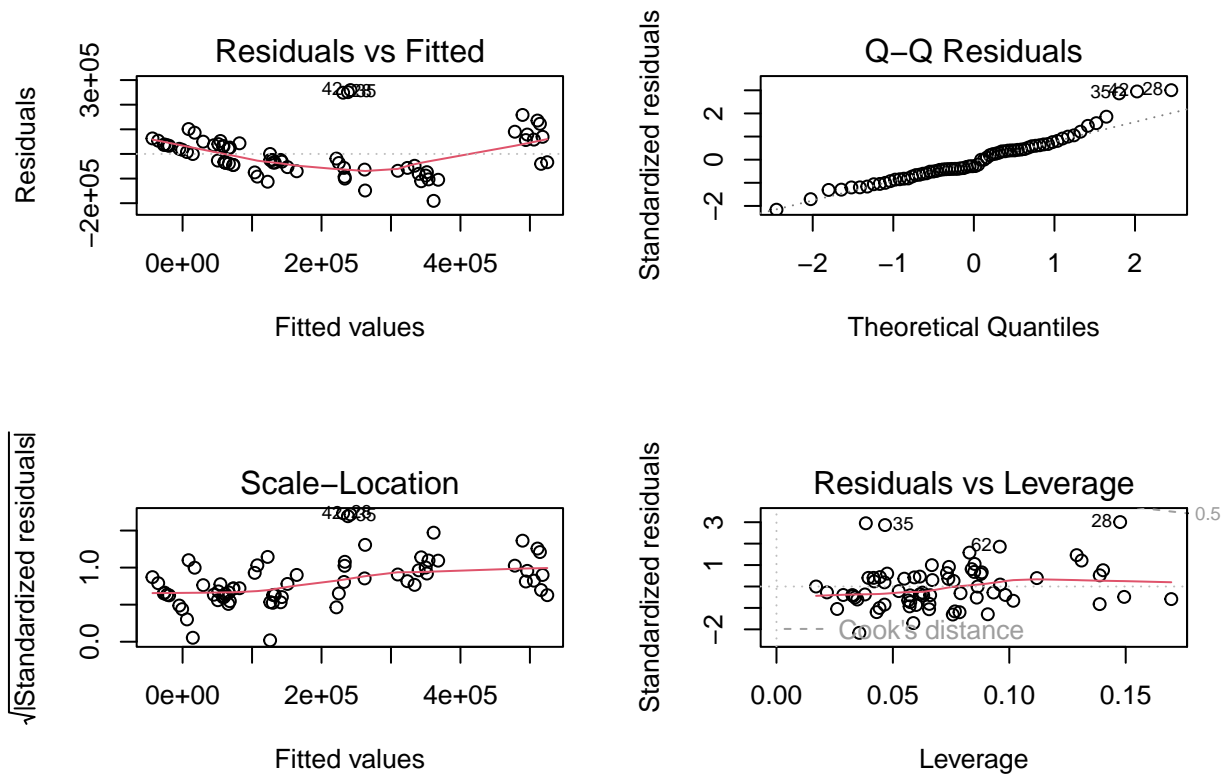 Residuals vs Fitted
Residuals
3e+05
−2e+05
0e+00
2e+05
4e+05
Fitted values
Q−Q Residuals
Standardized residuals
2
0
−2
35
42
28
−2
−1
0
1
2
Theoretical Quantiles
Scale−Location
√|Standardized residuals|
1.0
0.0
0e+00
2e+05
4e+05
Fitted values
Residuals vs Leverage
Standardized residuals
3
1
−2
35
28
62
0.5
Cook's distance
0.00
0.05
0.10
0.15
Leverage